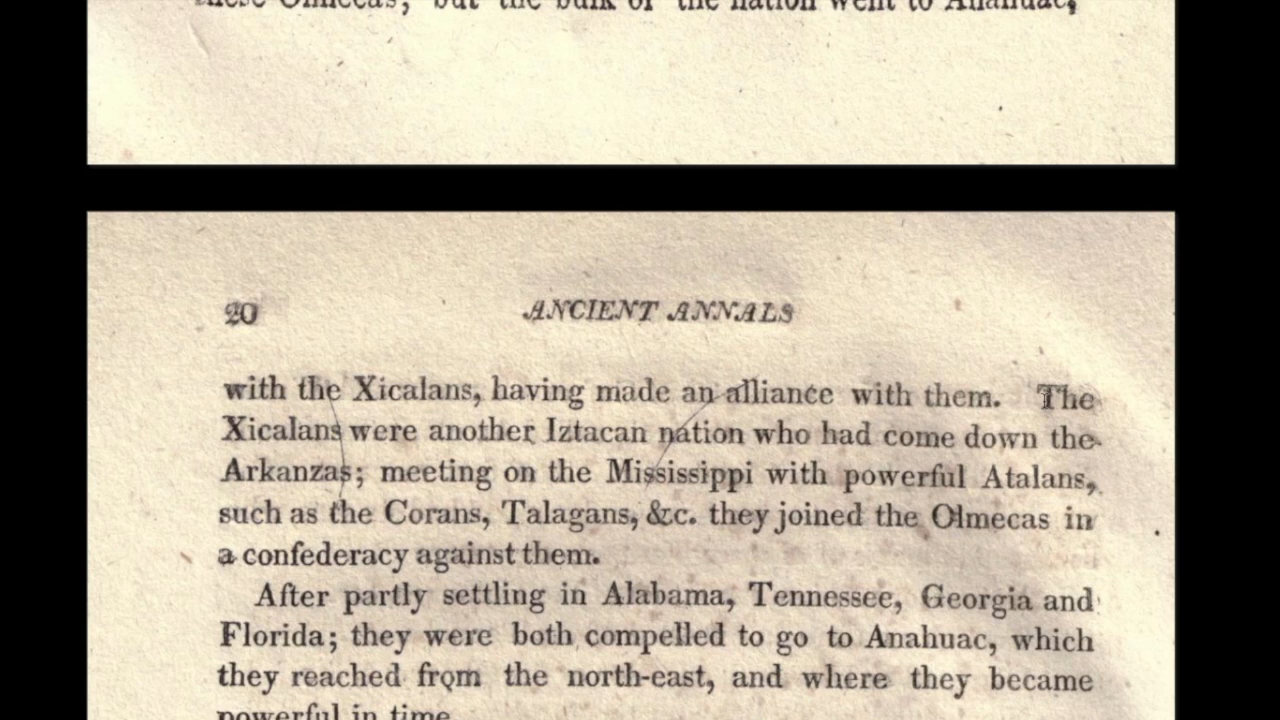 these Olmecas, but the bulk of the nation went to Anahuac,
20 ANCIENT ANNALS
with the Xicalans, having made an alliance with them. The
Xicalans were another Iztacan nation who had come down the
Arkanzas; meeting on the Mississippi with powerful Atalans,
such as the Corans, Talagans, &c. they joined the Olmecas in
a confederacy against them.
After partly settling in Alabama, Tennessee, Georgia and
Florida; they were both compelled to go to Anahuac, which
they reached from the north-east, and where they became
powerful in time